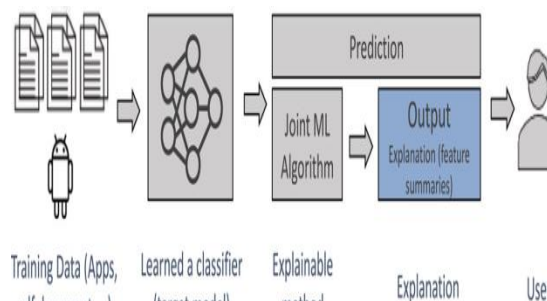 Prediction
Joint ML
Algorithm
Output
Explanation (feature
summaries)
Training Data (Apps,
Learned a classifier
(target model)
Explainable
method
Explanation
Use